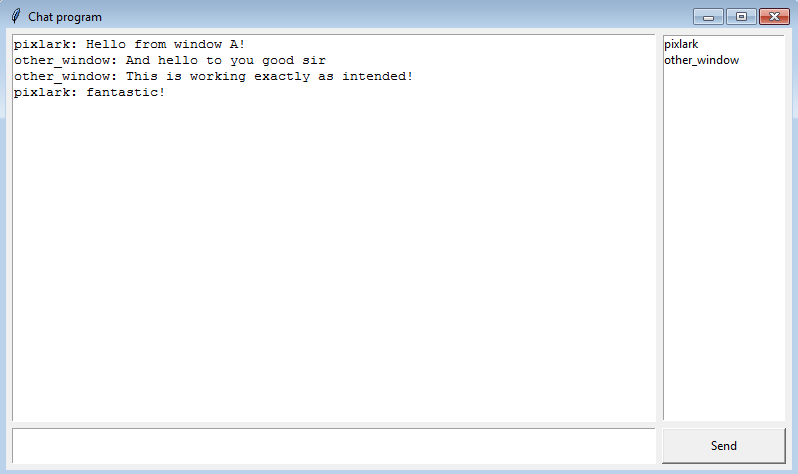 Chat program
pixlark: Hello from window A!
other_window: And hello to you good sir
other_window: This is working exactly as intended!
pixlark: fantastic!
pixlark
other_window
Send